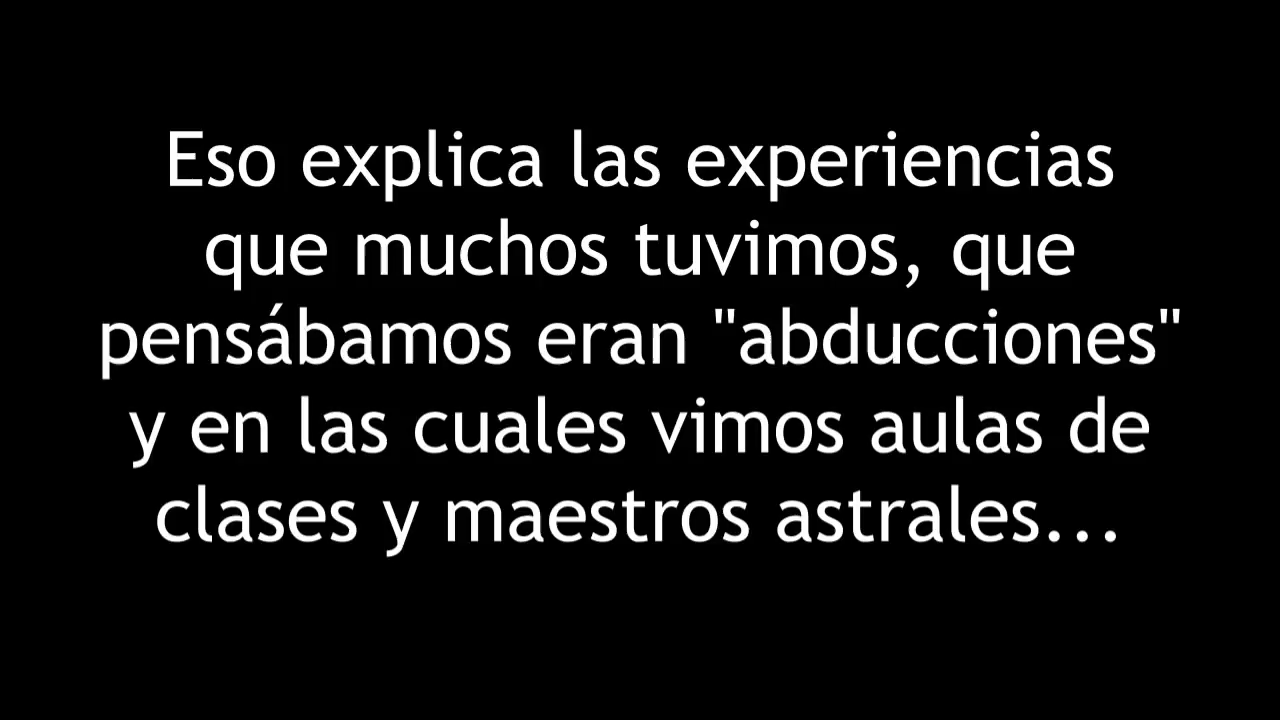 Eso explica las experiencias
que muchos tuvimos, que
pensábamos eran "abducciones"
y en las cuales vimos aulas de
clases y maestros astrales...